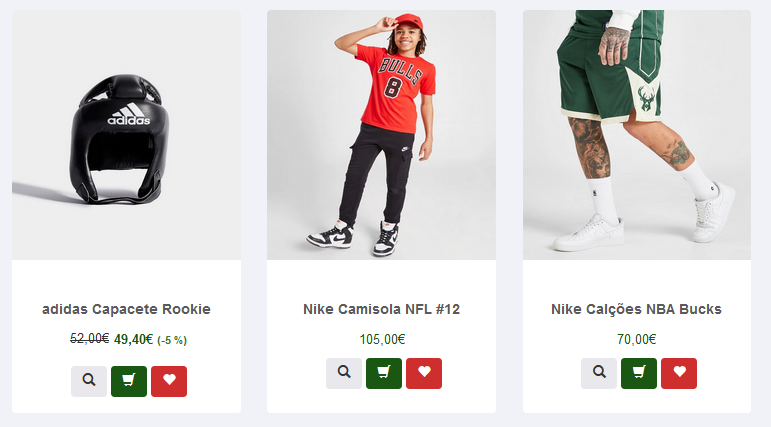 adidas
BULLS
8
adidas Capacete Rookie
52,00€ 49,40€ (-5 %)
Nike Camisola NFL #12
105,00€
Nike Calções NBA Bucks
70,00€